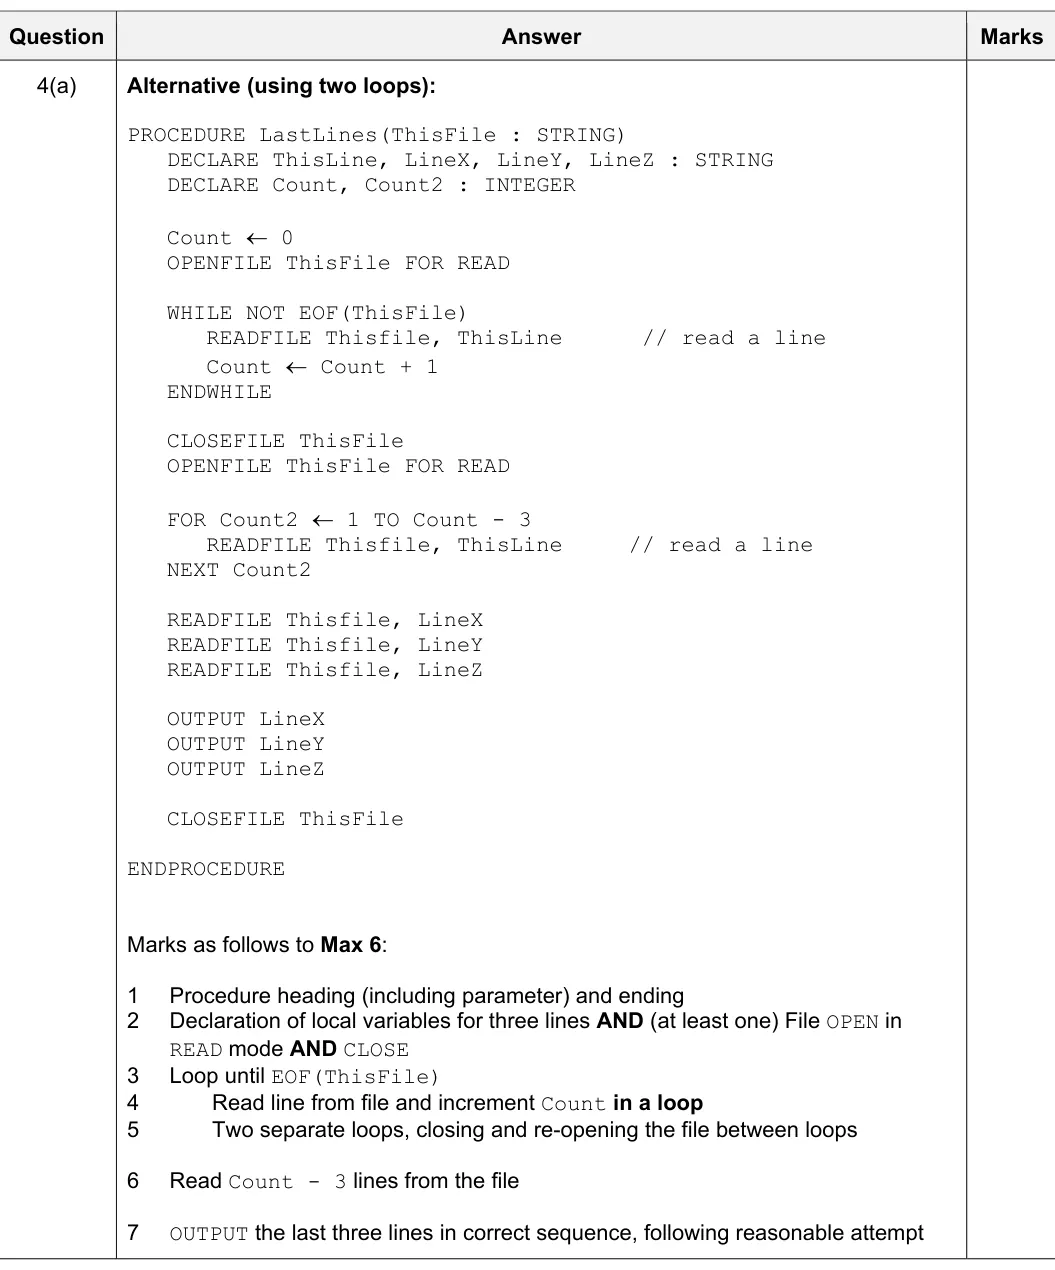 Question Answer Marks
4(a) Alternative (using two loops):
PROCEDURE LastLines(ThisFile : STRING)
DECLARE ThisLine, LineX, LineY, LineZ : STRING
DECLARE Count, Count2 : INTEGER
Count ← 0
OPENFILE ThisFile FOR READ
WHILE NOT EOF(ThisFile)
READFILE Thisfile, ThisLine // read a line
Count ← Count + 1
ENDWHILE
CLOSEFILE ThisFile
OPENFILE ThisFile FOR READ
FOR Count2 ← 1 TO Count - 3
READFILE Thisfile, ThisLine // read a line
NEXT Count2
READFILE Thisfile, LineX
READFILE Thisfile, LineY
READFILE Thisfile, LineZ
OUTPUT LineX
OUTPUT LineY
OUTPUT LineZ
CLOSEFILE ThisFile
ENDPROCEDURE
Marks as follows to Max 6:
1 Procedure heading (including parameter) and ending
2 Declaration of local variables for three lines AND (at least one) File OPEN in
READ mode AND CLOSE
3 Loop until EOF(ThisFile)
4 Read line from file and increment Count in a loop
5 Two separate loops, closing and re-opening the file between loops
6 Read Count - 3 lines from the file
7 OUTPUT the last three lines in correct sequence, following reasonable attempt